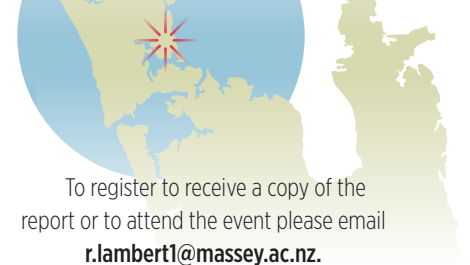 To register to receive a copy of the
report or to attend the event please email
r.lambert1@massey.ac.nz.